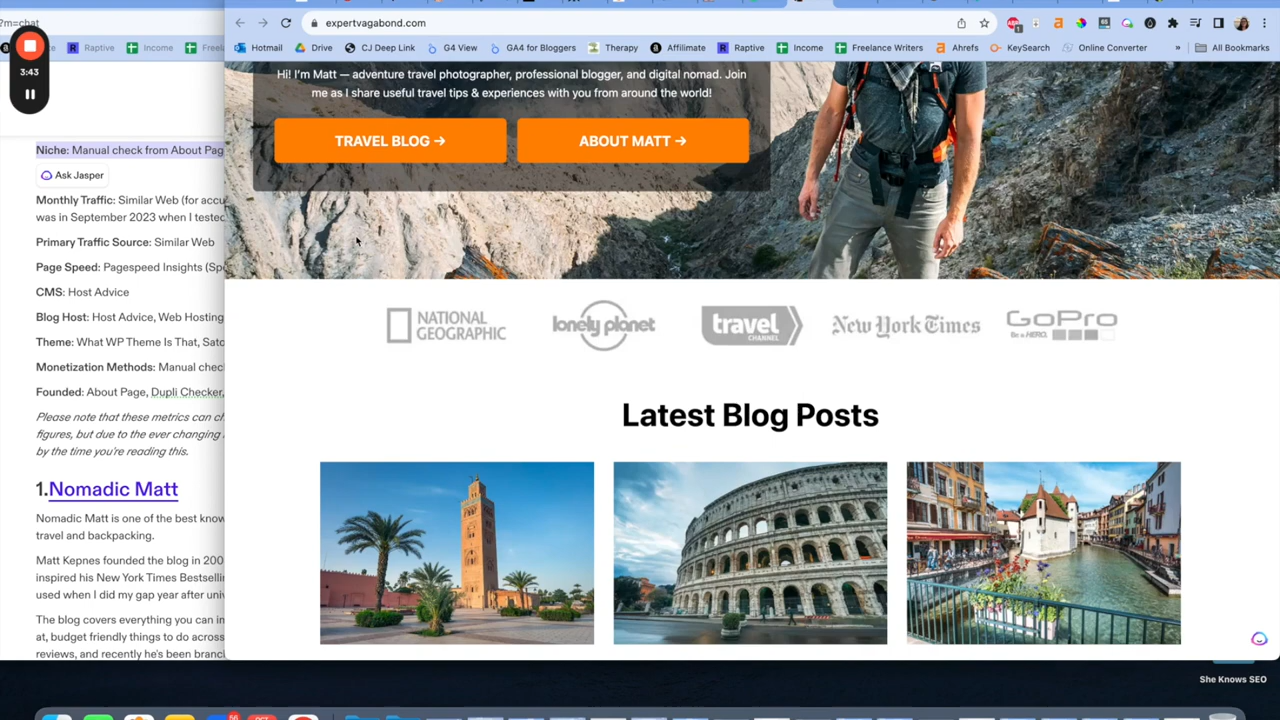 ?m=chat
3:43
expertvagabond.com
Raptive
Income
Freel
Hotmail
Drive
CJ Deep Link
G4 View
GA4 for Bloggers
Therapy
Affilimate
Raptive
Income
Freelance Writers
Ahrefs
KeySearch
Online Converter
»
All Bookmarks
Hi! I'm Matt — adventure travel photographer, professional blogger, and digital nomad. Join
me as I share useful travel tips & experiences with you from around the world!
TRAVEL BLOG →
ABOUT MATT →
NATIONAL
GEOGRAPHIC
lonely planet
travel
CHANNEL
New York Times
GoPro
Be a HERO.
Latest Blog Posts
Niche: Manual check from About Pag
Ask Jasper
Monthly Traffic: Similar Web (for accu
was in September 2023 when I teste
Primary Traffic Source: Similar Web
Page Speed: Pagespeed Insights (Sp
CMS: Host Advice
Blog Host: Host Advice, Web Hosting
Theme: What WP Theme Is That, Sato
Monetization Methods: Manual chec
Founded: About Page, Dupli Checker,
Please note that these metrics can ch
figures, but due to the ever changing
by the time you're reading this.
1.Nomadic Matt
Nomadic Matt is one of the best know
travel and backpacking.
Matt Kepnes founded the blog in 200
inspired his New York Times Bestselli
used when I did my gap year after univ
The blog covers everything you can in
at, budget friendly things to do across
reviews, and recently he's been branc
She Knows SEO